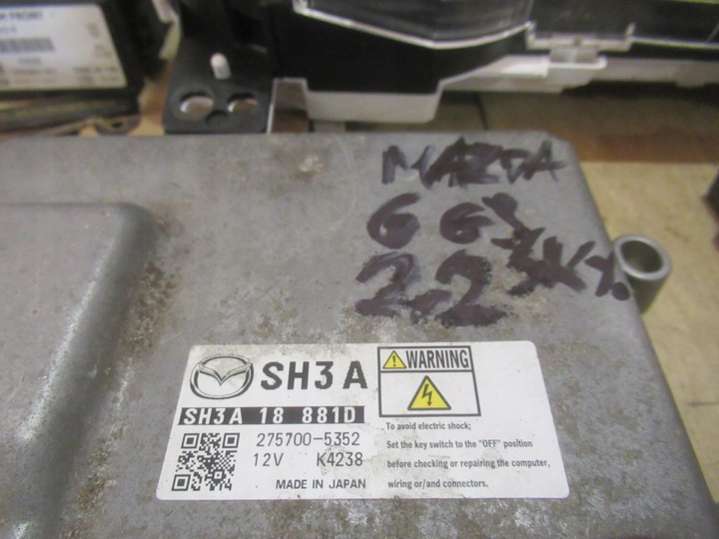 MAZDA
6 GJ
2.2
SH3A
SH3A 18 881D
275700-5352
12V K4238
MADE IN JAPAN
WARNING
To avoid electric shock;
Set the key switch to the "OFF" position
before checking or repairing the computer,
wiring or/and connectors.